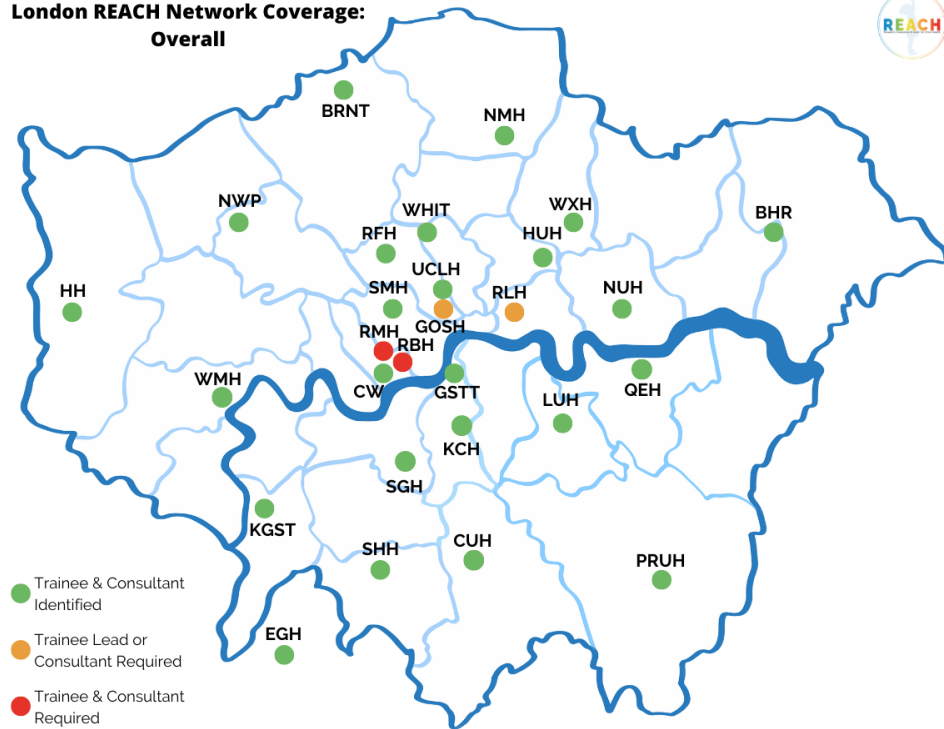 London REACH Network Coverage:
Overall
REACH
BRNT
NMH
NWP
WHIT
WXH
BHR
RFH
HUH
UCLH
HH
SMH
RLH
NUH
GOSH
RMH
RBH
WMH
CW
GSTT
LUH
QEH
KCH
SGH
KGST
SHH
CUH
PRUH
EGH
Trainee & Consultant
Identified
Trainee Lead or
Consultant Required
Trainee & Consultant
Required